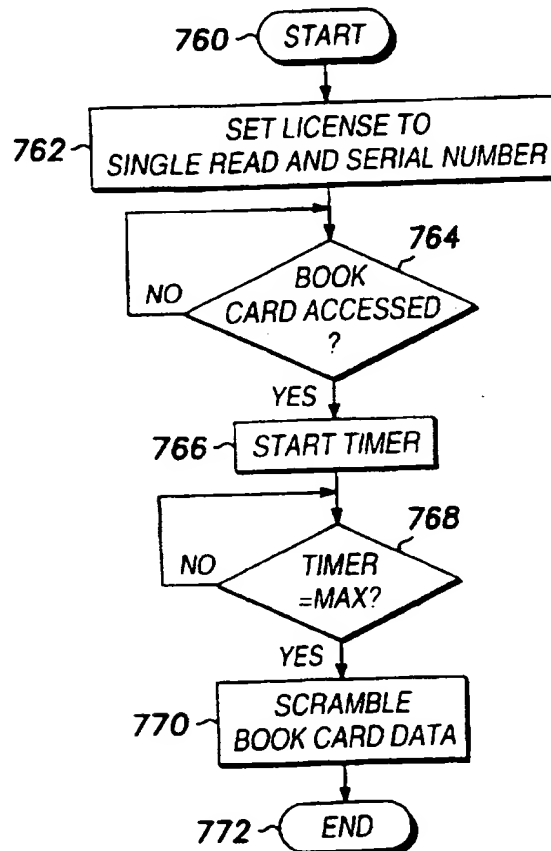 760
START
762
SET LICENSE TO
SINGLE READ AND SERIAL NUMBER
764
BOOK
CARD ACCESSED
?
NO
YES
766
START TIMER
768
TIMER
=MAX?
NO
YES
770
SCRAMBLE
BOOK CARD DATA
772
END